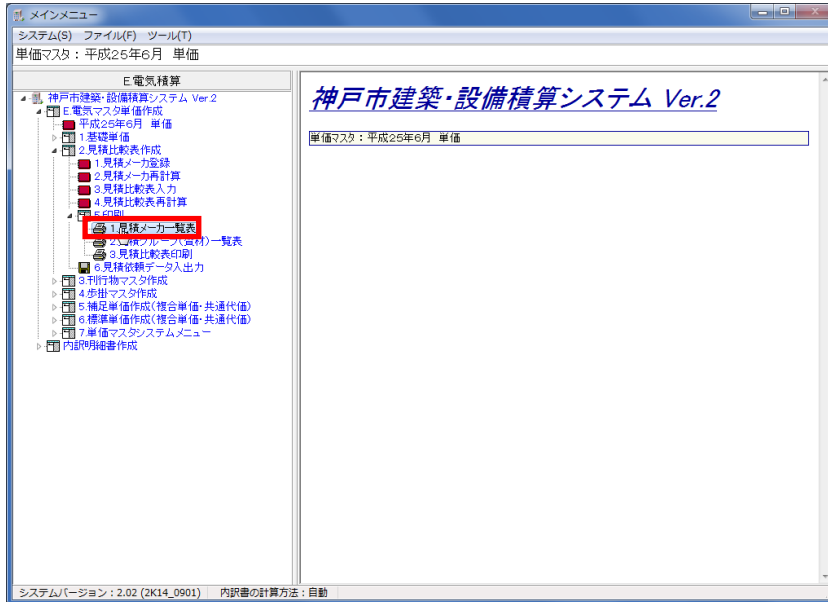 メインメニュー
システム(S) ファイル(F) ツール(T)
単価マスタ：平成25年6月 単価
E.電気積算
神戸市建築・設備積算システム Ver.2
E.電気マスタ単価作成
平成25年6月 単価
1.基礎単価
2.見積比較表作成
1.見積メーカ登録
2.見積メーカ再計算
3.見積比較表入力
4.見積比較表再計算
5.印刷
1.見積メーカ一覧表
2.見積グループ(資材)一覧表
3.見積比較表印刷
6.見積依頼データ入出力
3.刊行物マスタ作成
4.歩掛マスタ作成
5.補足単価作成(複合単価・共通代価)
6.標準単価作成(複合単価・共通代価)
7.単価マスタシステムメニュー
内訳明細書作成
神戸市建築・設備積算システム Ver.2
単価マスタ：平成25年6月 単価
システムバージョン：2.02 (2K14_0901) 内訳書の計算方法：自動